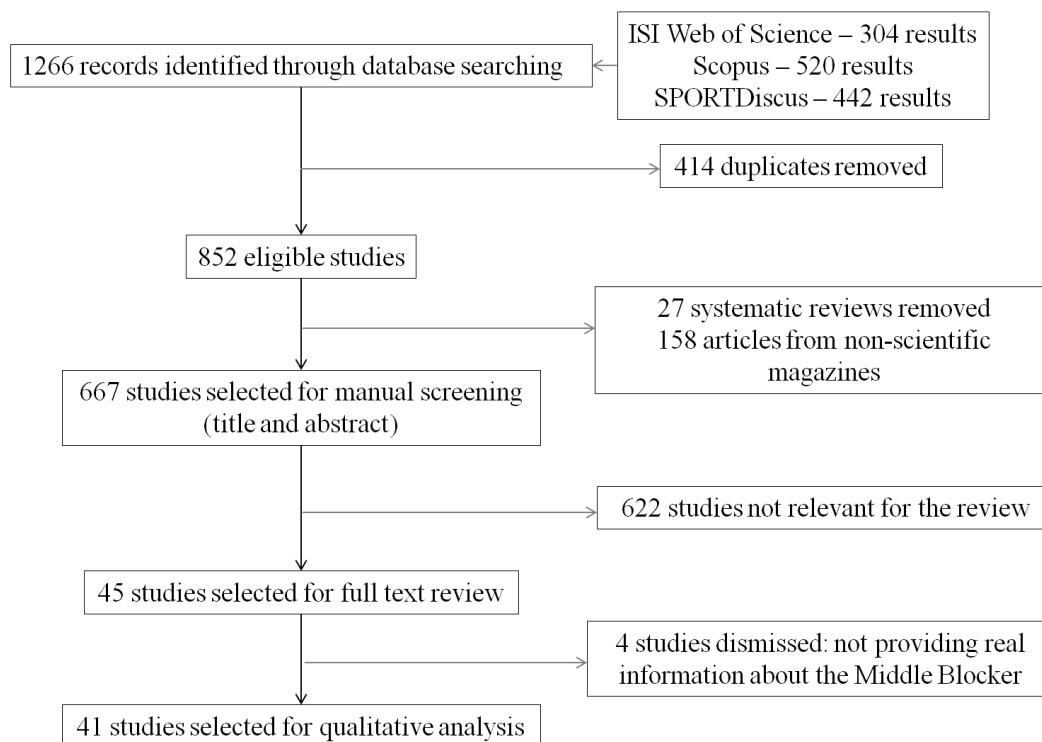 ISI Web of Science – 304 results
Scopus – 520 results
SPORTDiscus – 442 results
1266 records identified through database searching
414 duplicates removed
852 eligible studies
27 systematic reviews removed
158 articles from non-scientific
magazines
667 studies selected for manual screening
(title and abstract)
622 studies not relevant for the review
45 studies selected for full text review
4 studies dismissed: not providing real
information about the Middle Blocker
41 studies selected for qualitative analysis